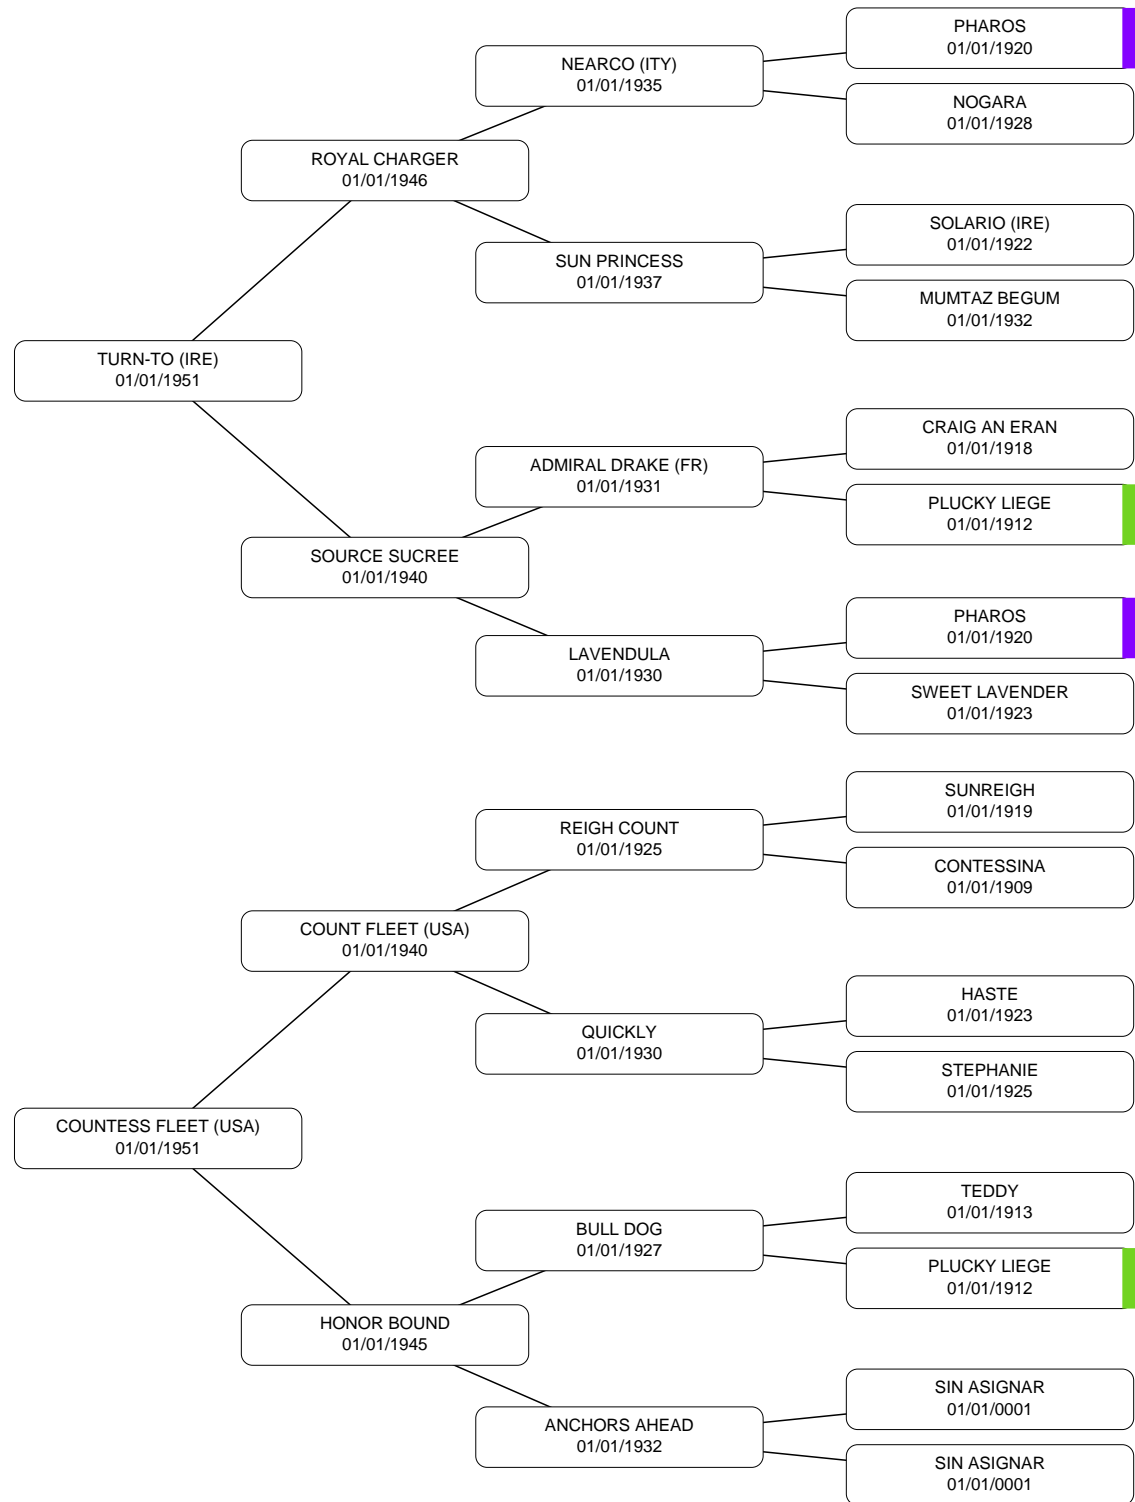 PHAROS
01/01/1920
NEARCO (ITY)
01/01/1935
NOGARA
01/01/1928
ROYAL CHARGER
01/01/1946
SOLARIO (IRE)
01/01/1922
SUN PRINCESS
01/01/1937
MUMTAZ BEGUM
01/01/1932
TURN-TO (IRE)
01/01/1951
CRAIG AN ERAN
01/01/1918
ADMIRAL DRAKE (FR)
01/01/1931
PLUCKY LIEGE
01/01/1912
SOURCE SUCREE
01/01/1940
PHAROS
01/01/1920
LAVENDULA
01/01/1930
SWEET LAVENDER
01/01/1923
SUNREIGH
01/01/1919
REIGH COUNT
01/01/1925
CONTESSINA
01/01/1909
COUNT FLEET (USA)
01/01/1940
HASTE
01/01/1923
QUICKLY
01/01/1930
STEPHANIE
01/01/1925
COUNTESS FLEET (USA)
01/01/1951
TEDDY
01/01/1913
BULL DOG
01/01/1927
PLUCKY LIEGE
01/01/1912
HONOR BOUND
01/01/1945
SIN ASIGNAR
01/01/0001
ANCHORS AHEAD
01/01/1932
SIN ASIGNAR
01/01/0001